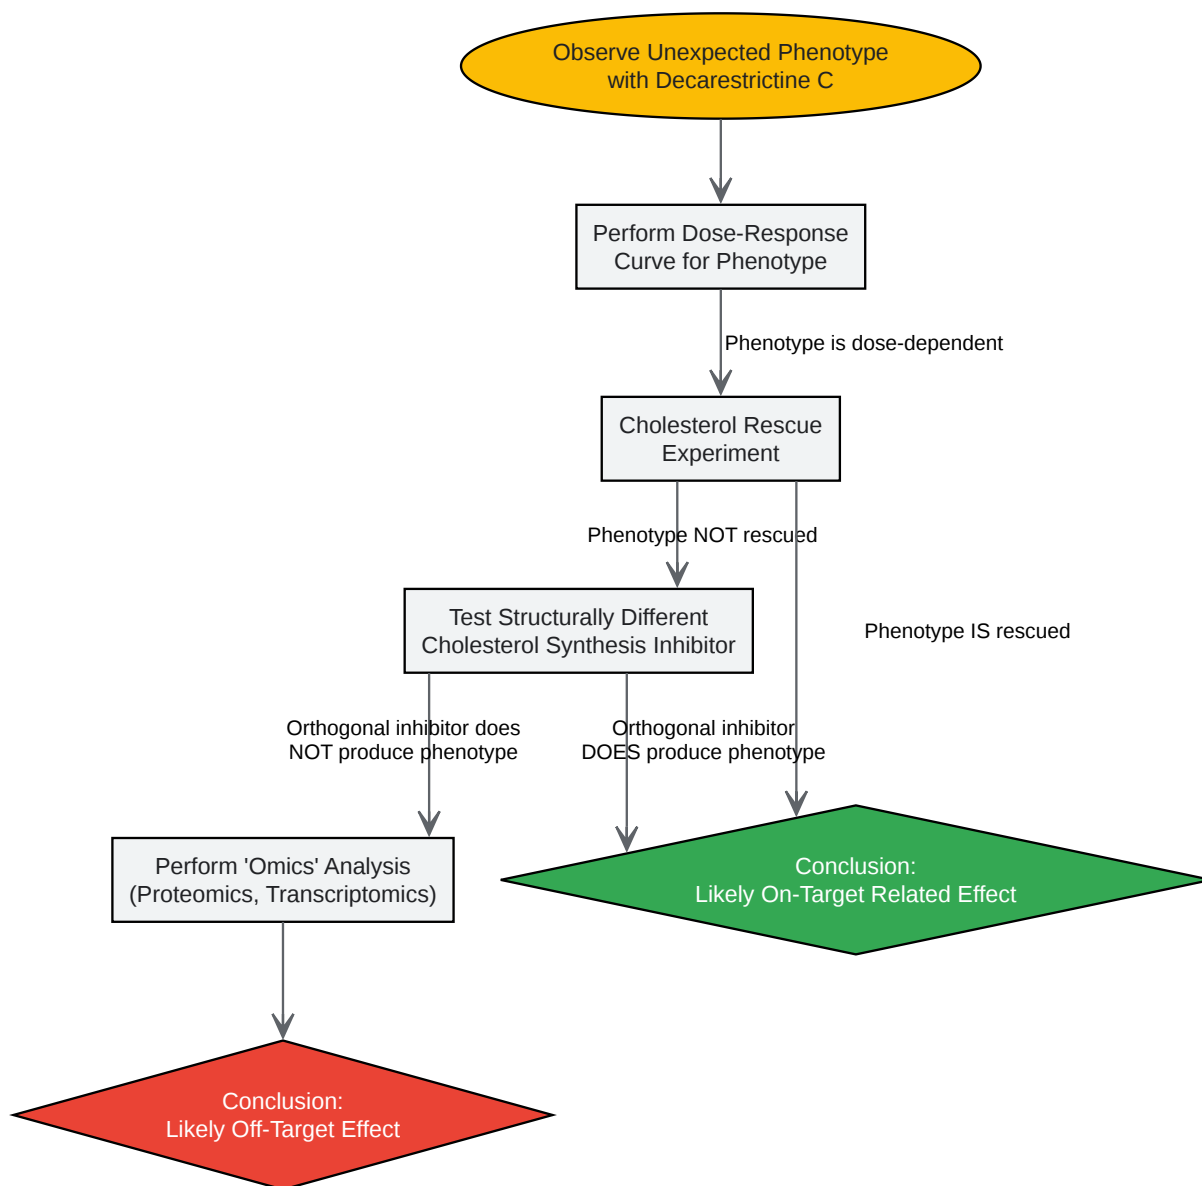 Observe Unexpected Phenotype
with Decarestrictine C
Perform Dose-Response
Curve for Phenotype
Phenotype is dose-dependent
Cholesterol Rescue
Experiment
Phenotype NOT rescued
Test Structurally Different
Cholesterol Synthesis Inhibitor
Phenotype IS rescued
Orthogonal inhibitor does
NOT produce phenotype
Orthogonal inhibitor
DOES produce phenotype
Perform 'Omics' Analysis
(Proteomics, Transcriptomics)
Conclusion:
Likely On-Target Related Effect
Conclusion:
Likely Off-Target Effect